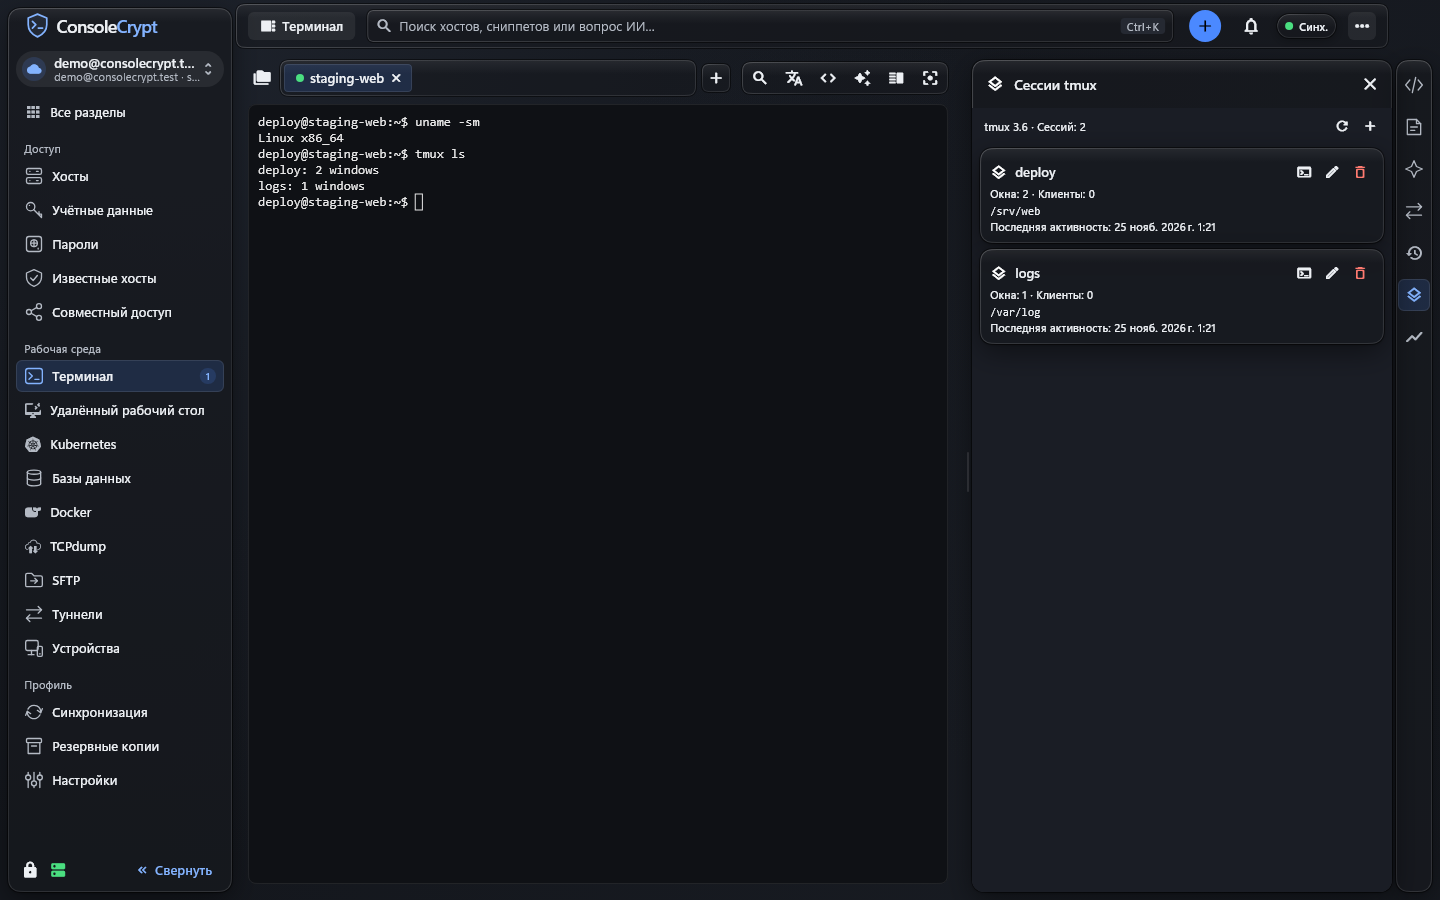 ConsoleCrypt
demo@consolecrypt.t...
demo@consolecrypt.test · s...
Все разделы
Доступ
Хосты
Учётные данные
Пароли
Известные хосты
Совместный доступ
Рабочая среда
Терминал
1
Удалённый рабочий стол
Kubernetes
Базы данных
Docker
TCPdump
SFTP
Туннели
Устройства
Профиль
Синхронизация
Резервные копии
Настройки
Свернуть
Терминал
Поиск хостов, сниппетов или вопрос ИИ...
Ctrl+K
Синх.
staging-web
deploy@staging-web:~$ uname -sm
Linux x86_64
deploy@staging-web:~$ tmux ls
deploy: 2 windows
logs: 1 windows
deploy@staging-web:~$
Сессии tmux
tmux 3.6 · Сессий: 2
deploy
Окна: 2 · Клиенты: 0
/srv/web
Последняя активность: 25 нояб. 2026 г. 1:21
logs
Окна: 1 · Клиенты: 0
/var/log
Последняя активность: 25 нояб. 2026 г. 1:21